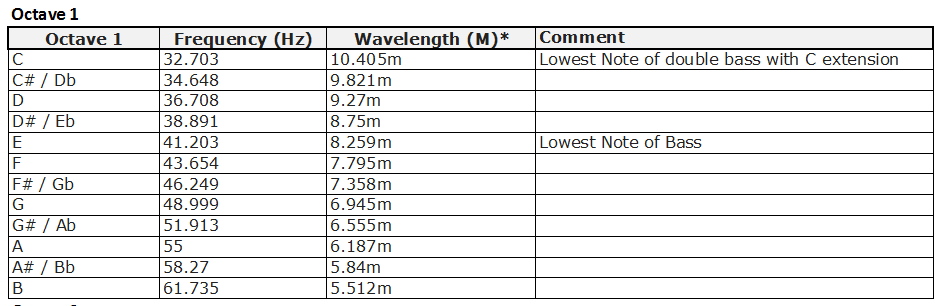 Octave 1
Octave 1 Frequency (Hz) Wavelength (M)* Comment
C 32.703 10.405m Lowest Note of double bass with C extension
C# / Db 34.648 9.821m
D 36.708 9.27m
D# / Eb 38.891 8.75m
E 41.203 8.259m Lowest Note of Bass
F 43.654 7.795m
F# / Gb 46.249 7.358m
G 48.999 6.945m
G# / Ab 51.913 6.555m
A 55 6.187m
A# / Bb 58.27 5.84m
B 61.735 5.512m